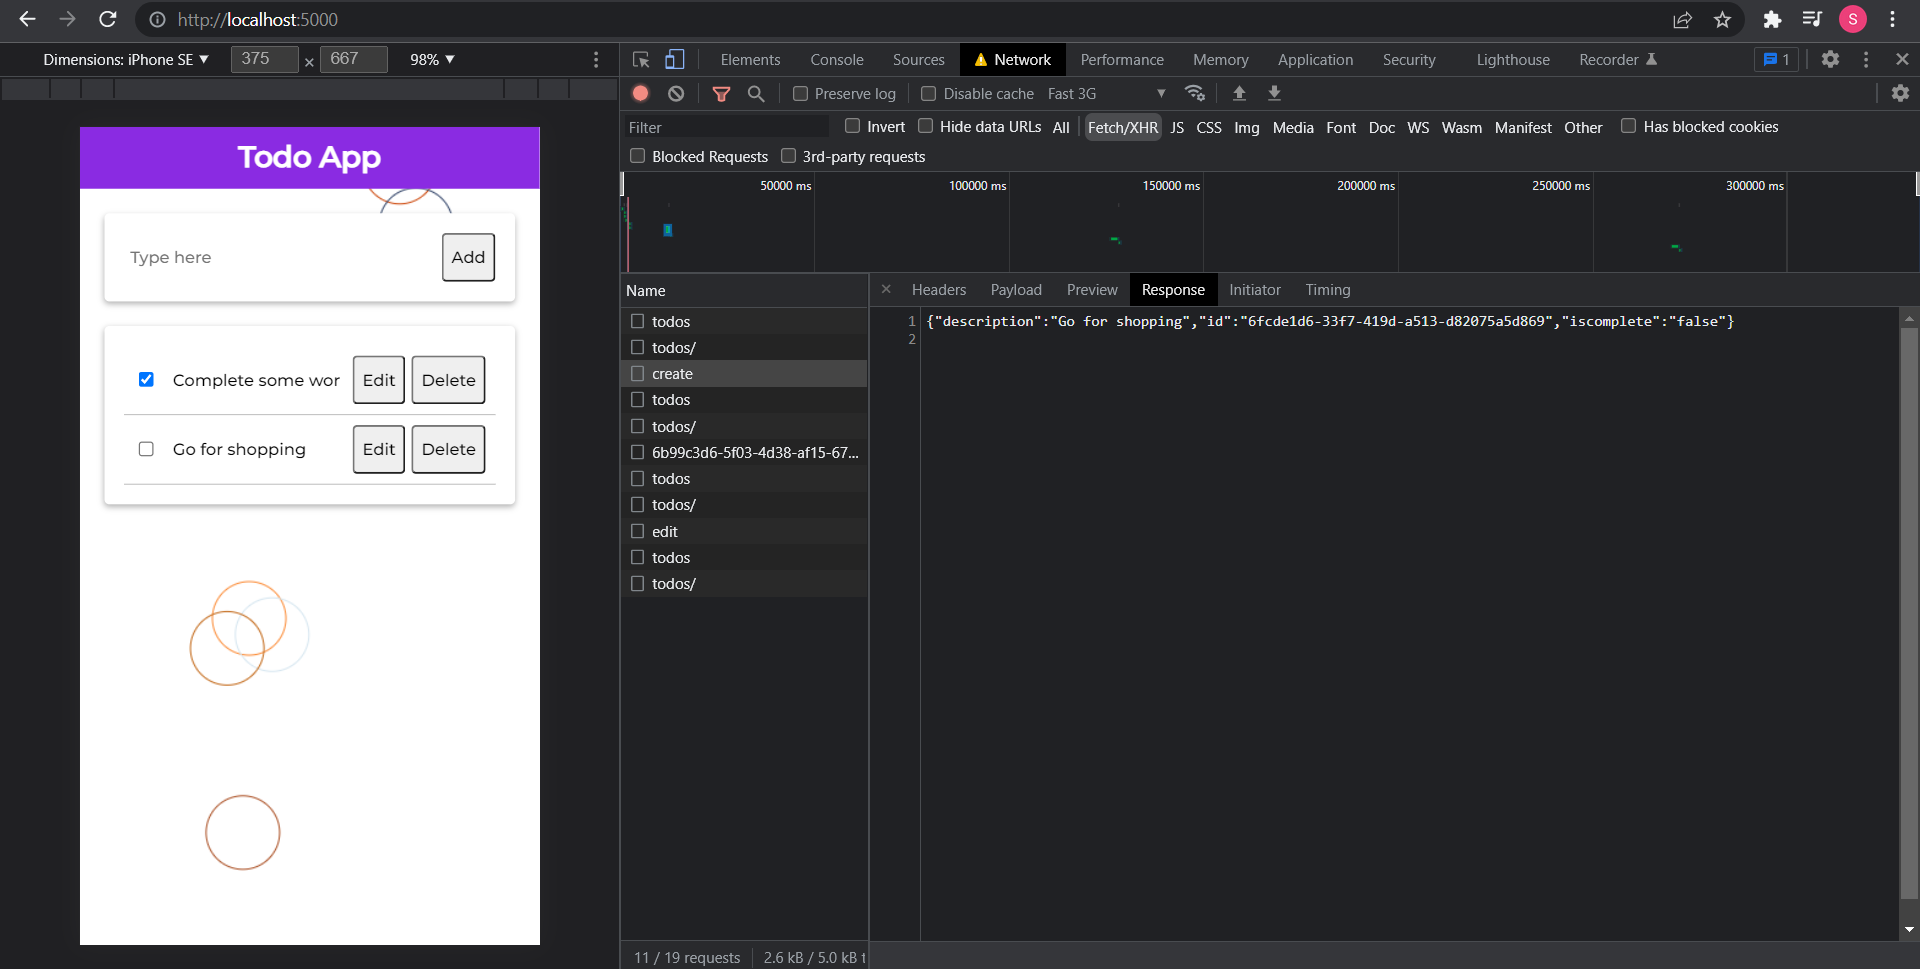 http://localhost:5000
S
Dimensions: iPhone SE ▼ 375 × 667 98% ▼
Elements Console Sources Network Performance Memory Application Security Lighthouse Recorder 1
Preserve log Disable cache Fast 3G ▼
Filter Invert Hide data URLs All Fetch/XHR JS CSS Img Media Font Doc WS Wasm Manifest Other Has blocked cookies
Blocked Requests 3rd-party requests
50000 ms 100000 ms 150000 ms 200000 ms 250000 ms 300000 ms
Todo App
Type here Add
Complete some wor Edit Delete
Go for shopping Edit Delete
Name
todos
todos/
create
todos
todos/
6b99c3d6-5f03-4d38-af15-67...
todos
todos/
edit
todos
todos/
11 / 19 requests 2.6 kB / 5.0 kB t
× Headers Payload Preview Response Initiator Timing
1 {"description":"Go for shopping","id":"6fcde1d6-33f7-419d-a513-d82075a5d869","iscomplete":"false"}
2